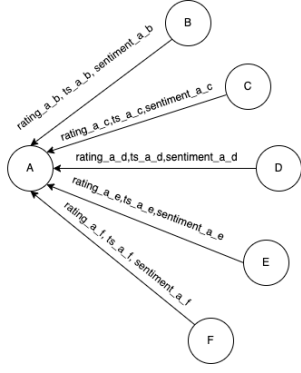 B
rating_a_b, ts_a_b, sentiment_a_b
C
rating_a_c,ts_a_c,sentiment_a_c
A
rating_a_d,ts_a_d,sentiment_a_d
D
rating_a_e,ts_a_e,sentiment_a_e
E
rating_a_f, ts_a_f, sentiment_a_f
F